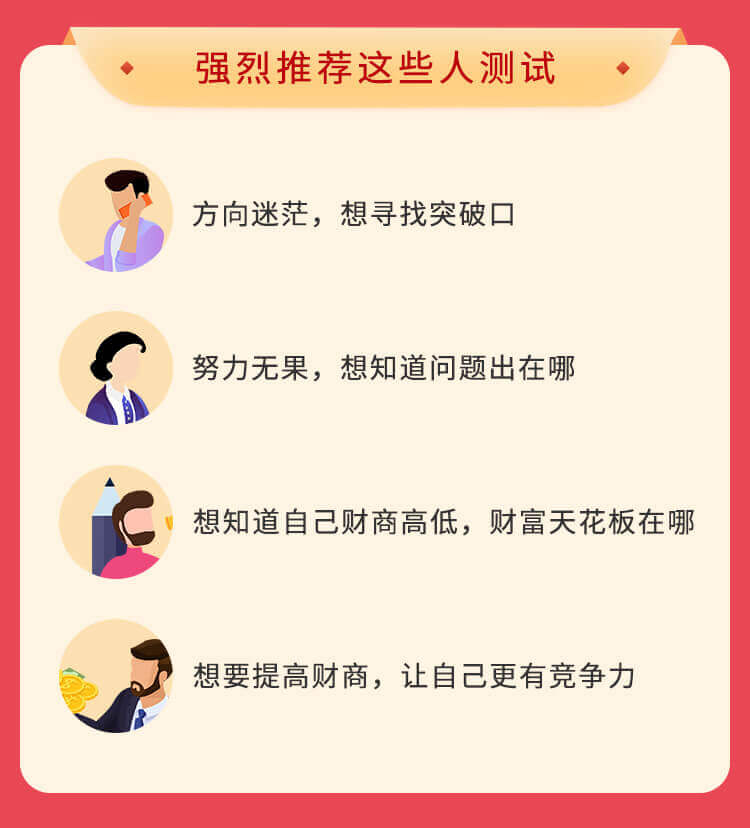 强烈推荐这些人测试
方向迷茫，想寻找突破口
努力无果，想知道问题出在哪
想知道自己财商高低，财富天花板在哪
想要提高财商，让自己更有竞争力